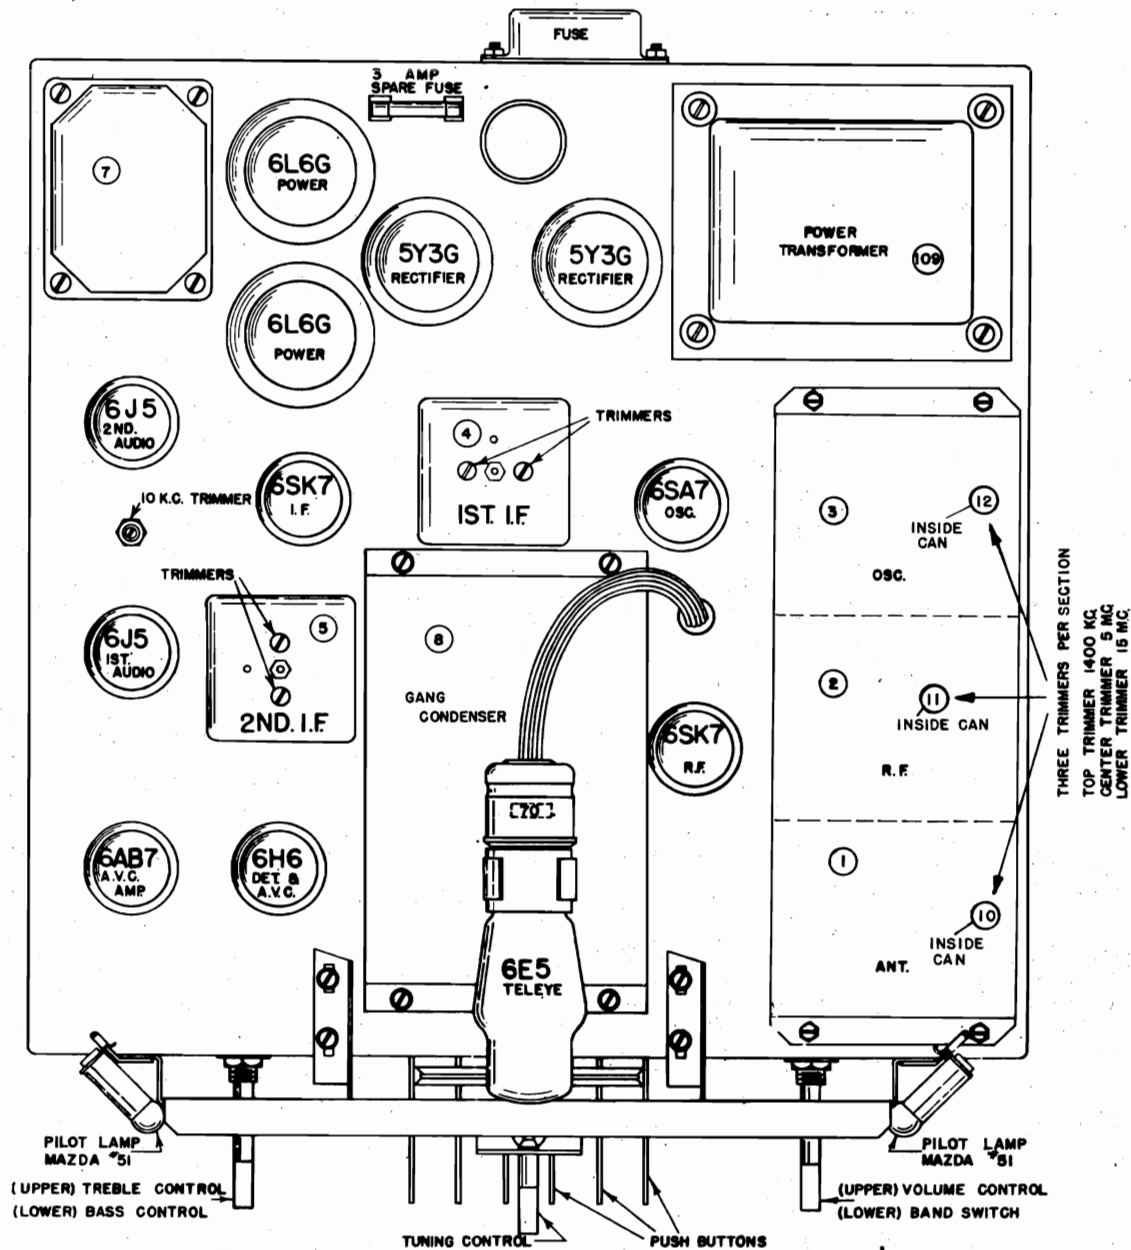 FUSE
3 AMP
SPARE FUSE
7
6L6G
POWER
5Y3G
RECTIFIER
5Y3G
RECTIFIER
POWER
TRANSFORMER
109
6L6G
POWER
6J5
2ND.
AUDIO
4
TRIMMERS
1ST. I.F.
6SK7
I.F.
10 K.C. TRIMMER
6SA7
OSC.
3
12
INSIDE
CAN
OSC.
TRIMMERS
5
2ND. I.F.
6J5
1ST.
AUDIO
8
GANG
CONDENSER
6SK7
R.F.
2
11
INSIDE CAN
R.F.
THREE TRIMMERS PER SECTION
TOP TRIMMER 1400 KC.
CENTER TRIMMER 5 MC.
LOWER TRIMMER 15 MC.
70
6AB7
A.V.C.
AMP.
6H6
DET. &
A.V.C.
1
10
INSIDE
CAN
ANT.
6E5
TELEYE
PILOT LAMP
MAZDA #51
PILOT LAMP
MAZDA #51
(UPPER) TREBLE CONTROL
(LOWER) BASS CONTROL
(UPPER) VOLUME CONTROL
(LOWER) BAND SWITCH
TUNING CONTROL
PUSH BUTTONS